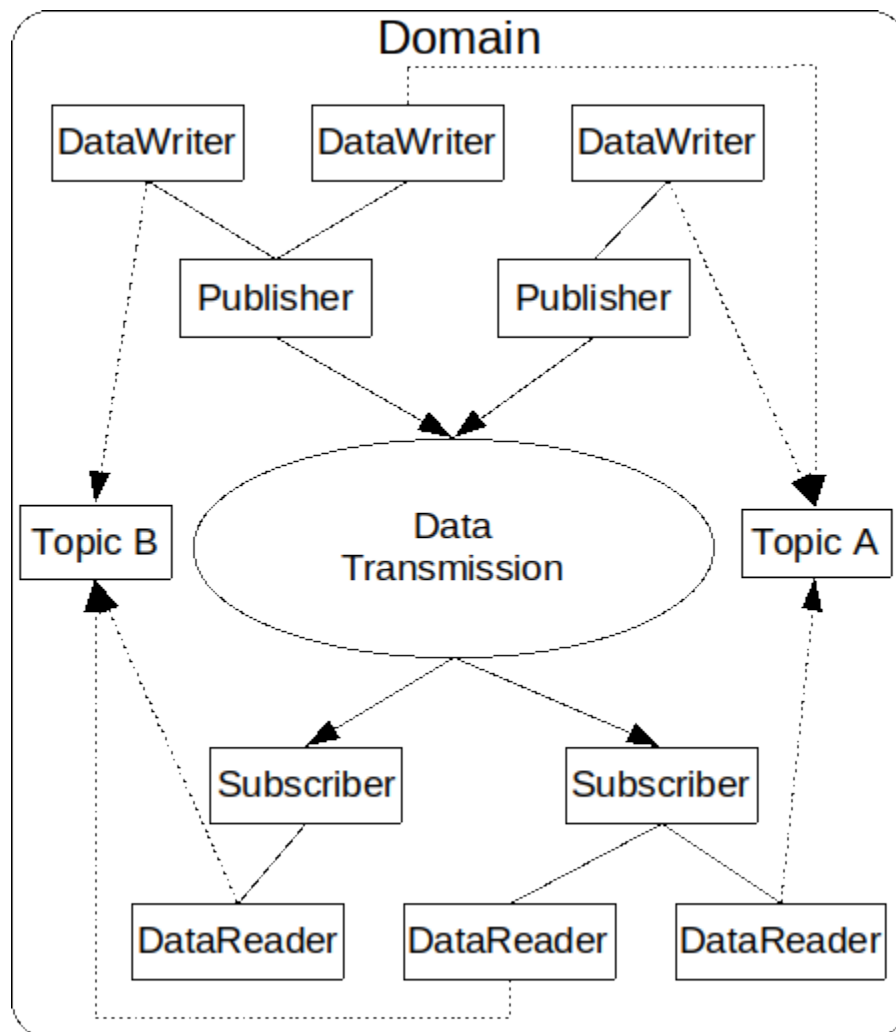 Domain
DataWriter
DataWriter
DataWriter
Publisher
Publisher
Data
Transmission
Topic B
Topic A
Subscriber
Subscriber
DataReader
DataReader
DataReader